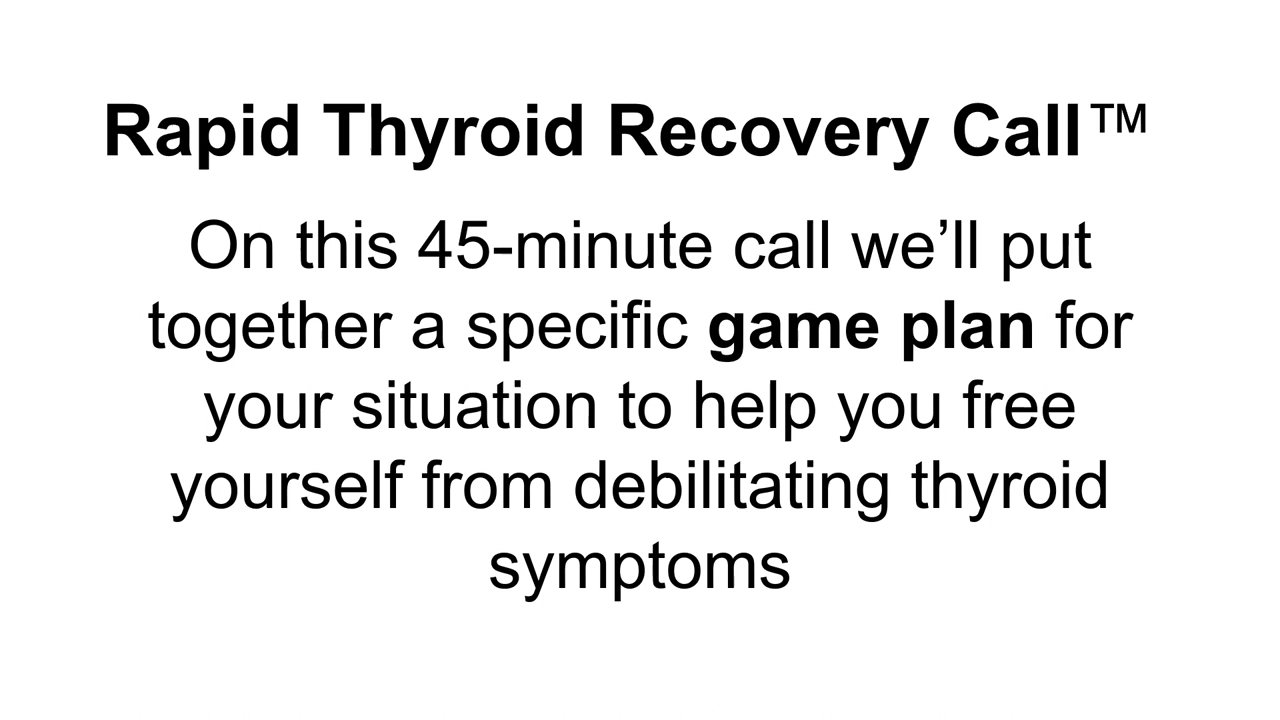 Rapid Thyroid Recovery Call™
On this 45-minute call we’ll put
together a specific game plan for
your situation to help you free
yourself from debilitating thyroid
symptoms